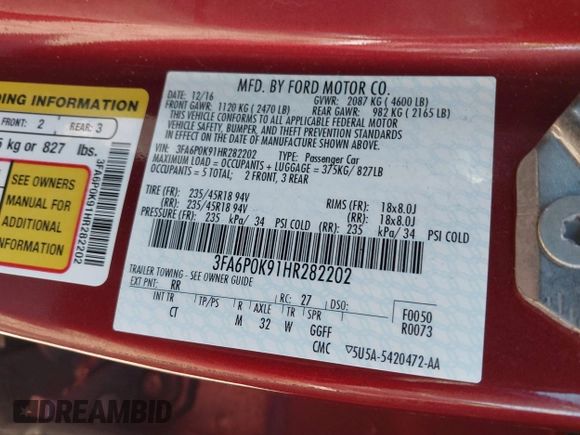 DING INFORMATION
FRONT: 2 REAR: 3
5 kg or 827 lbs.
SEE OWNERS
MANUAL FOR
ADDITIONAL
INFORMATION
3FA6P0K91HR282202
MFD. BY FORD MOTOR CO.
DATE: 12/16 GVWR: 2087 KG ( 4600 LB)
FRONT GAWR: 1120 KG ( 2470 LB) REAR GAWR: 982 KG ( 2165 LB)
THIS VEHICLE CONFORMS TO ALL APPLICABLE FEDERAL MOTOR
VEHICLE SAFETY, BUMPER, AND THEFT PREVENTION STANDARDS
IN EFFECT ON THE DATE OF MANUFACTURE SHOWN ABOVE.
VIN: 3FA6P0K91HR282202 TYPE: Passenger Car
MAXIMUM LOAD = OCCUPANTS + LUGGAGE = 375KG/ 827LB
OCCUPANTS = 5 TOTAL; 2 FRONT, 3 REAR
TIRE (FR): 235/45R18 94V RIMS (FR): 18x8.0J
(RR): 235/45R18 94V (RR): 18x8.0J
PRESSURE (FR): 235 kPa/ 34 PSI COLD (RR): 235 kPa/ 34 PSI COLD
3FA6P0K91HR282202
TRAILER TOWING - SEE OWNER GUIDE
EXT PNT: RR RC: 27 DSO: F0050
R0073
INT TR TP/PS R AXLE TR SPR
CT M 32 W GGFF
CMC 5U5A-5420472-AA
DREAMBID